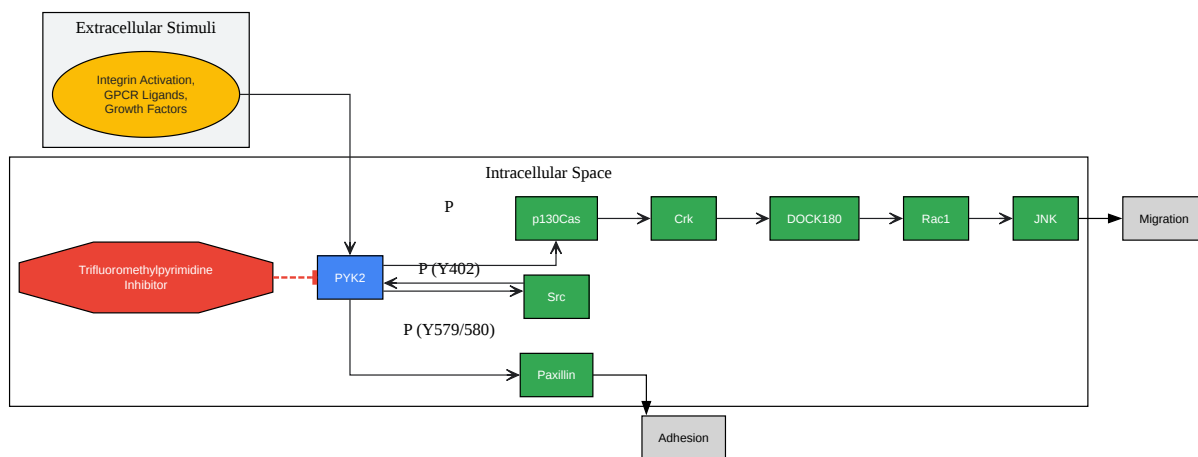 Extracellular Stimuli
Integrin Activation,
GPCR Ligands,
Growth Factors
Intracellular Space
P
p130Cas
Crk
DOCK180
Rac1
JNK
Migration
Trifluoromethylpyrimidine
Inhibitor
PYK2
P (Y402)
Src
P (Y579/580)
Paxillin
Adhesion